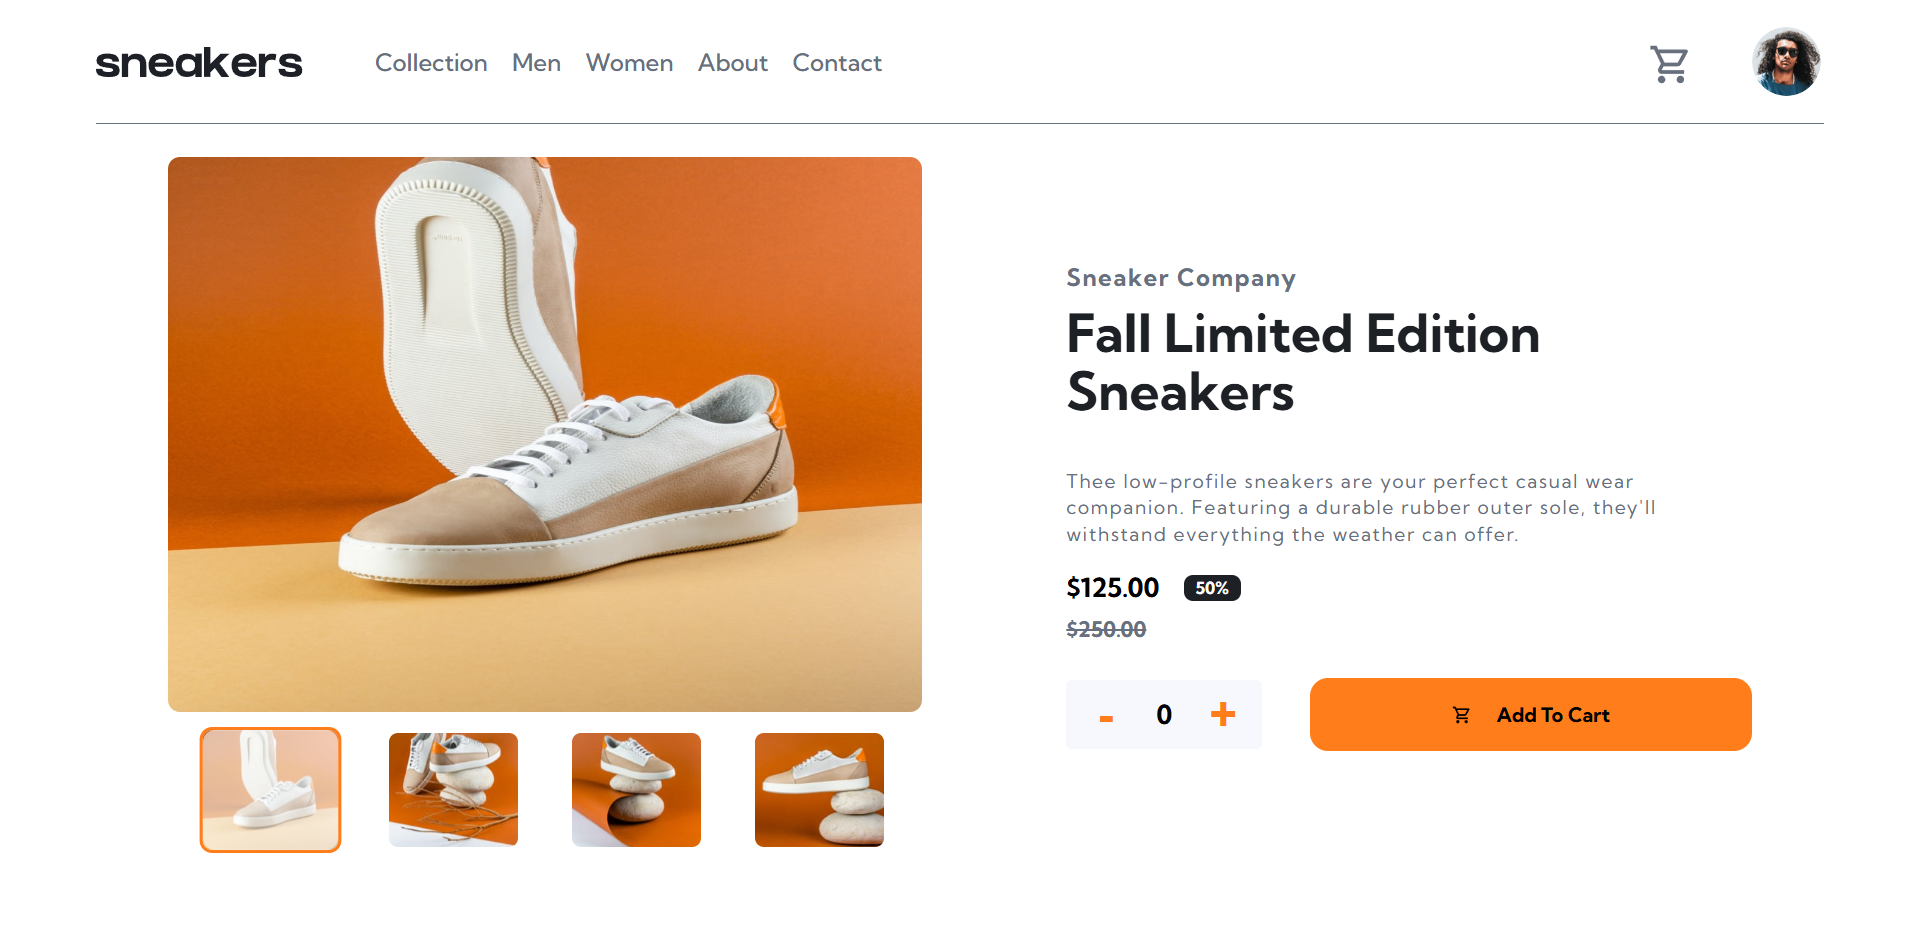 sneakers
Collection Men Women About Contact
Sneaker Company
Fall Limited Edition
Sneakers
Thee low-profile sneakers are your perfect casual wear
companion. Featuring a durable rubber outer sole, they'll
withstand everything the weather can offer.
$125.00 50%
$250.00
- 0 + Add To Cart